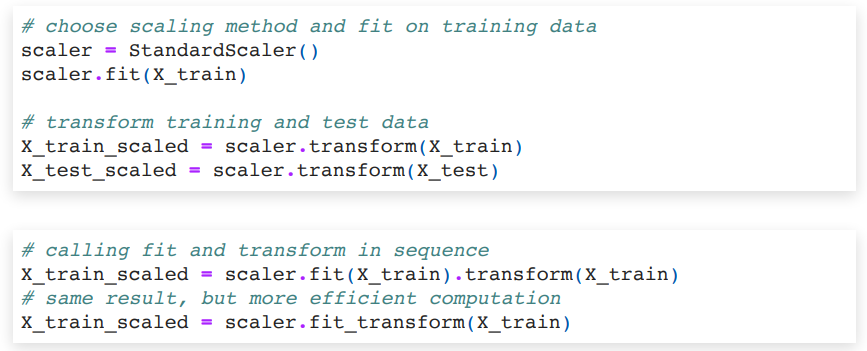 # choose scaling method and fit on training data
scaler = StandardScaler()
scaler.fit(X_train)
# transform training and test data
X_train_scaled = scaler.transform(X_train)
X_test_scaled = scaler.transform(X_test)
# calling fit and transform in sequence
X_train_scaled = scaler.fit(X_train).transform(X_train)
# same result, but more efficient computation
X_train_scaled = scaler.fit_transform(X_train)